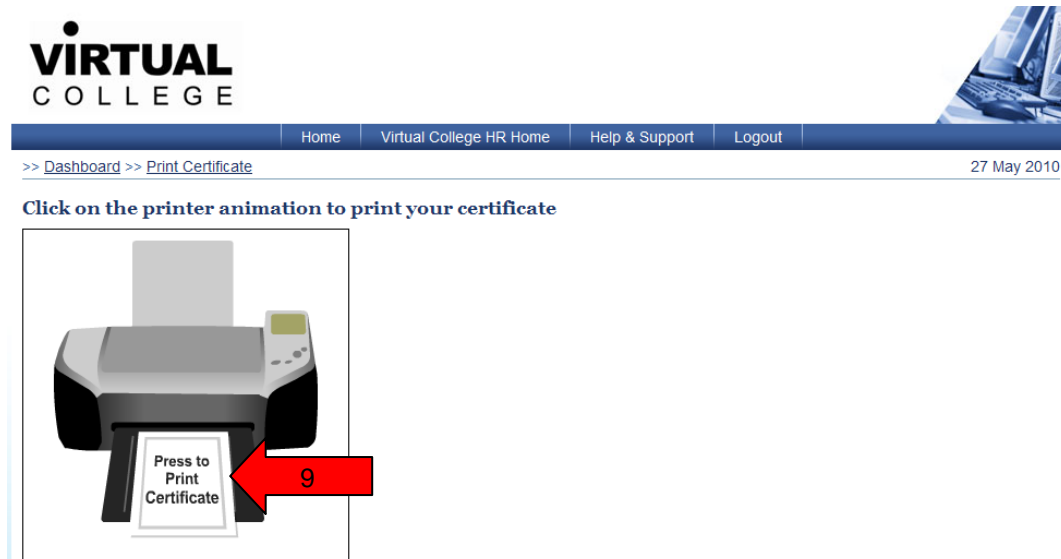 VIRTUAL
COLLEGE
Home Virtual College HR Home Help & Support Logout
>> Dashboard >> Print Certificate 27 May 2010
Click on the printer animation to print your certificate
Press to
Print
Certificate
9